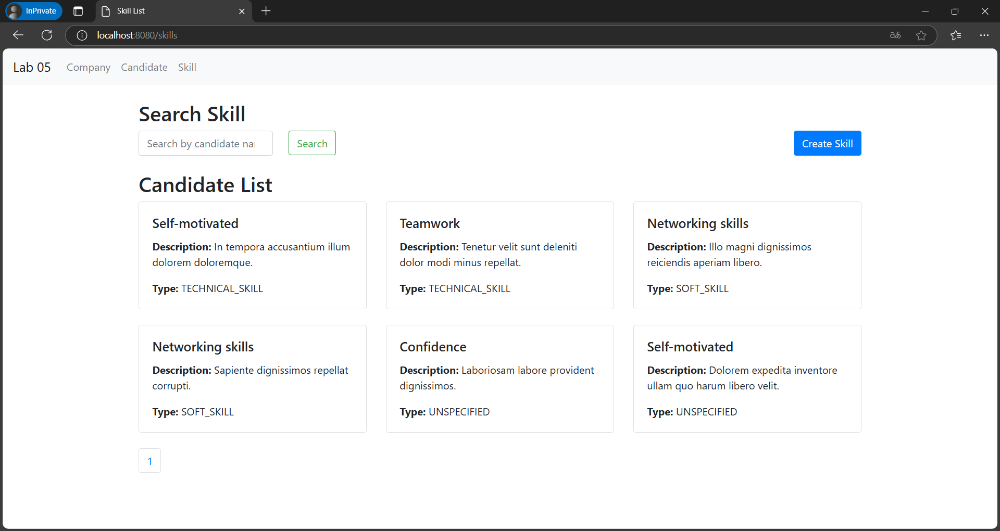 InPrivate
Skill List
localhost:8080/skills
Lab 05 Company Candidate Skill
Search Skill
Search by candidate na
Search
Create Skill
Candidate List
Self-motivated
Description: In tempora accusantium illum
dolorem doloremque.
Type: TECHNICAL_SKILL
Teamwork
Description: Tenetur velit sunt deleniti
dolor modi minus repellat.
Type: TECHNICAL_SKILL
Networking skills
Description: Illo magni dignissimos
reiciendis aperiam libero.
Type: SOFT_SKILL
Networking skills
Description: Sapiente dignissimos repellat
corrupti.
Type: SOFT_SKILL
Confidence
Description: Laboriosam labore provident
dignissimos.
Type: UNSPECIFIED
Self-motivated
Description: Dolorem expedita inventore
ullam quo harum libero velit.
Type: UNSPECIFIED
1